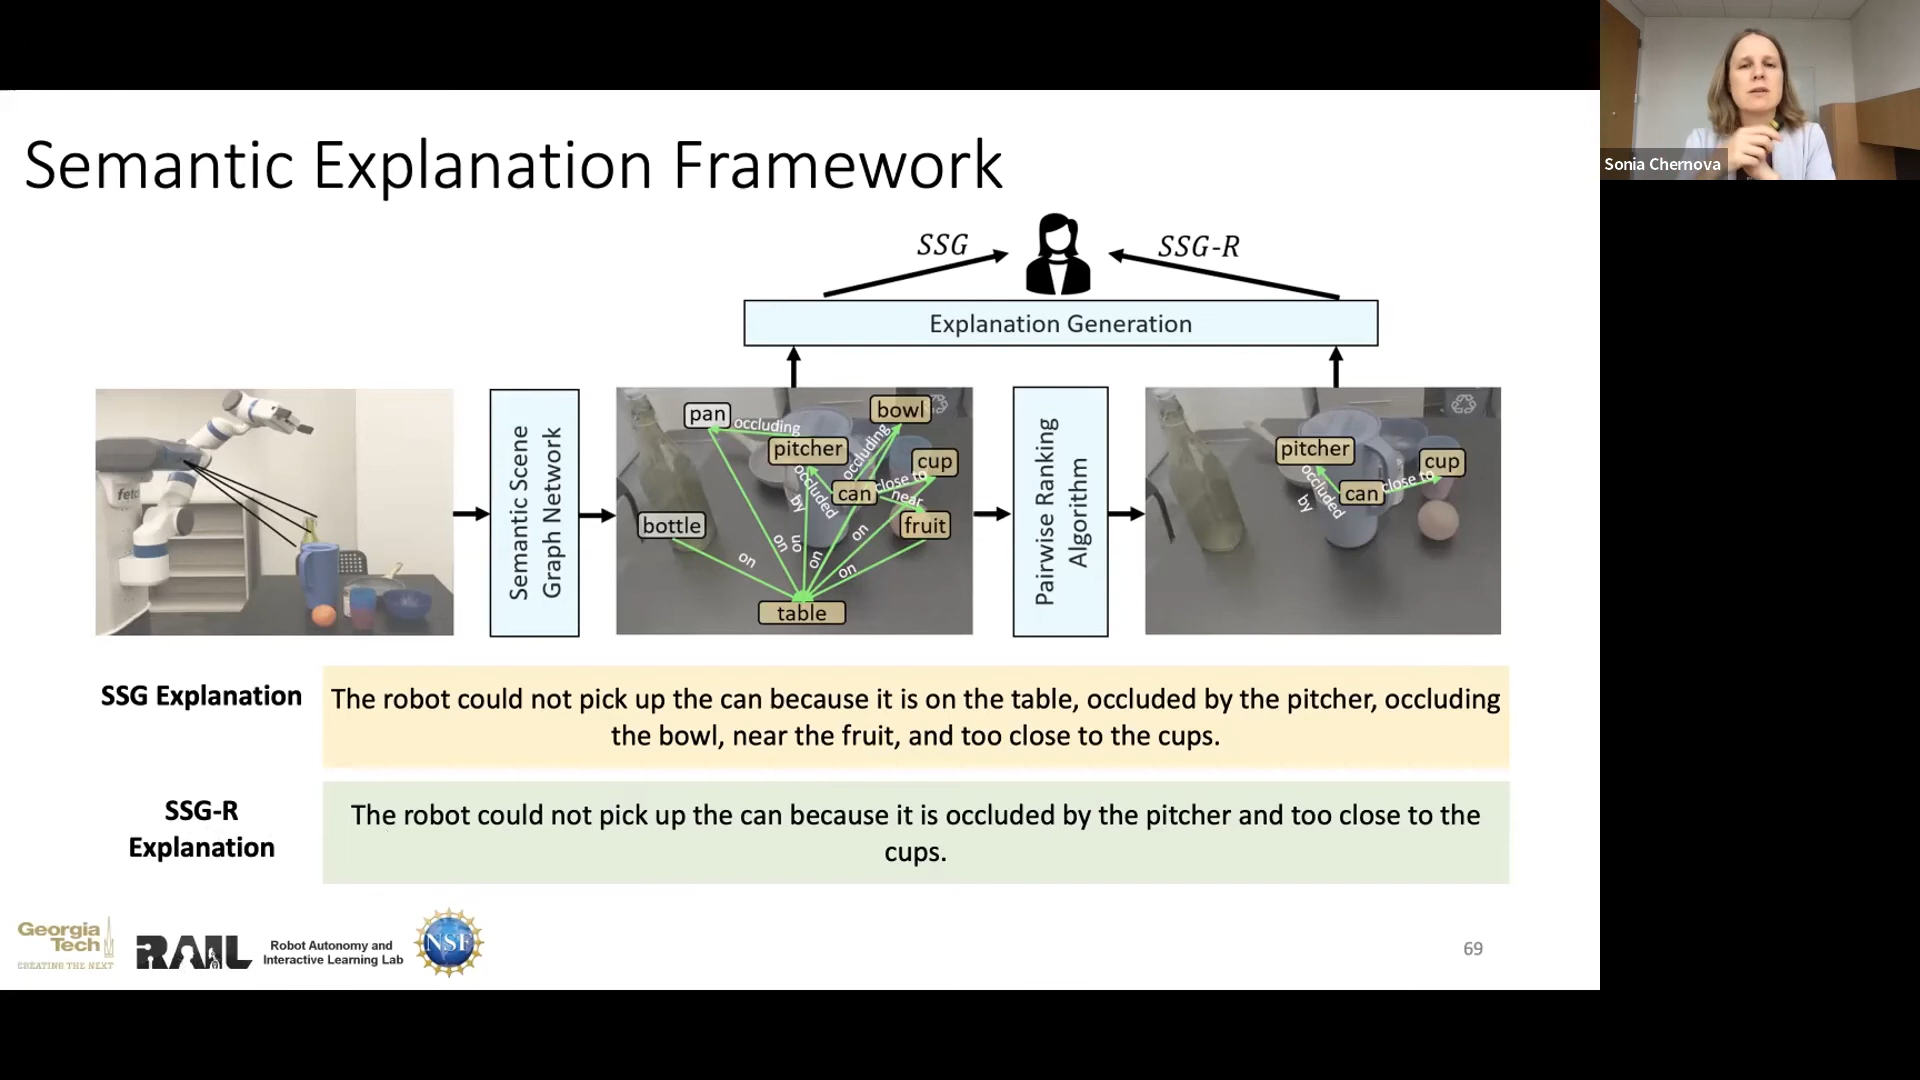 Sonia Chernova
Semantic Explanation Framework
SSG
SSG-R
Explanation Generation
fetch
Semantic Scene
Graph Network
pan
occluding
pitcher
bowl
occluding
cup
can
close to
near
occluded
by
bottle
fruit
on
on
on
on
on
on
table
Pairwise Ranking
Algorithm
pitcher
cup
can
close to
occluded
by
SSG Explanation
The robot could not pick up the can because it is on the table, occluded by the pitcher, occluding
the bowl, near the fruit, and too close to the cups.
SSG-R
Explanation
The robot could not pick up the can because it is occluded by the pitcher and too close to the
cups.
Georgia
Tech
CREATING THE NEXT
RAIL
Robot Autonomy and
Interactive Learning Lab
NSF
69